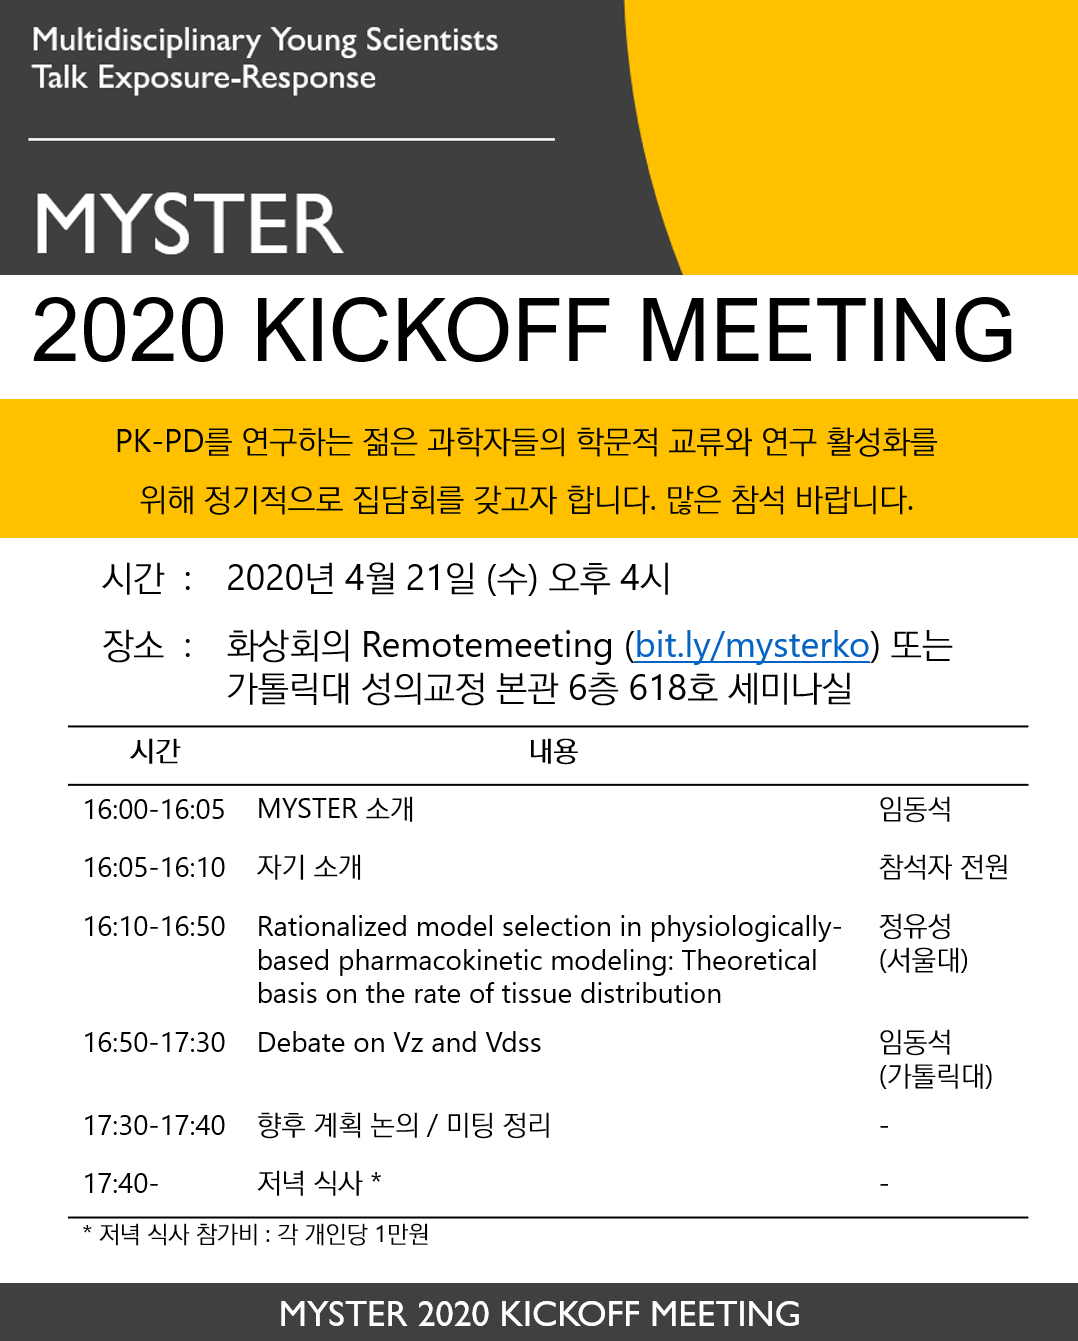 Multidisciplinary Young Scientists
Talk Exposure-Response
MYSTER
2020 KICKOFF MEETING
PK-PD를 연구하는 젊은 과학자들의 학문적 교류와 연구 활성화를
위해 정기적으로 집담회를 갖고자 합니다. 많은 참석 바랍니다.
시간 : 2020년 4월 21일 (수) 오후 4시
장소 : 화상회의 Remotemeeting (bit.ly/mysterko) 또는
가톨릭대 성의교정 본관 6층 618호 세미나실
시간 내용
16:00-16:05 MYSTER 소개 임동석
16:05-16:10 자기 소개 참석자 전원
16:10-16:50 Rationalized model selection in physiologically- 정유성
based pharmacokinetic modeling: Theoretical (서울대)
basis on the rate of tissue distribution
16:50-17:30 Debate on Vz and Vdss 임동석
(가톨릭대)
17:30-17:40 향후 계획 논의 / 미팅 정리 -
17:40- 저녁 식사 * -
* 저녁 식사 참가비 : 각 개인당 1만원
MYSTER 2020 KICKOFF MEETING